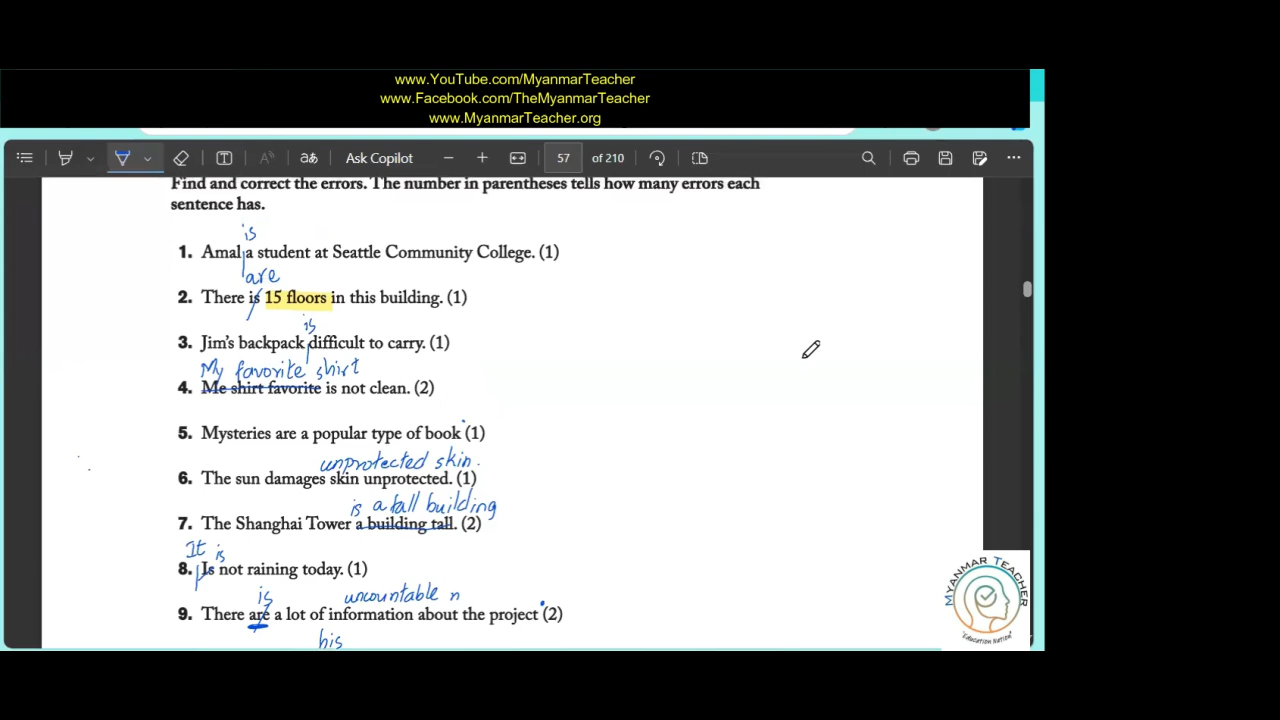 www.YouTube.com/MyanmarTeacher
www.Facebook.com/TheMyanmarTeacher
www.MyanmarTeacher.org
Ask Copilot
57 of 210
Find and correct the errors. The number in parentheses tells how many errors each
sentence has.
is
1. Amal a student at Seattle Community College. (1)
are
2. There is 15 floors in this building. (1)
is
3. Jim's backpack difficult to carry. (1)
My favorite shirt
4. Me shirt favorite is not clean. (2)
5. Mysteries are a popular type of book. (1)
unprotected skin.
6. The sun damages skin unprotected. (1)
is a tall building
7. The Shanghai Tower a building tall. (2)
It is
8. Is not raining today. (1)
is uncountable n
9. There are a lot of information about the project. (2)
his
MYANMAR TEACHER
"Education Nation"